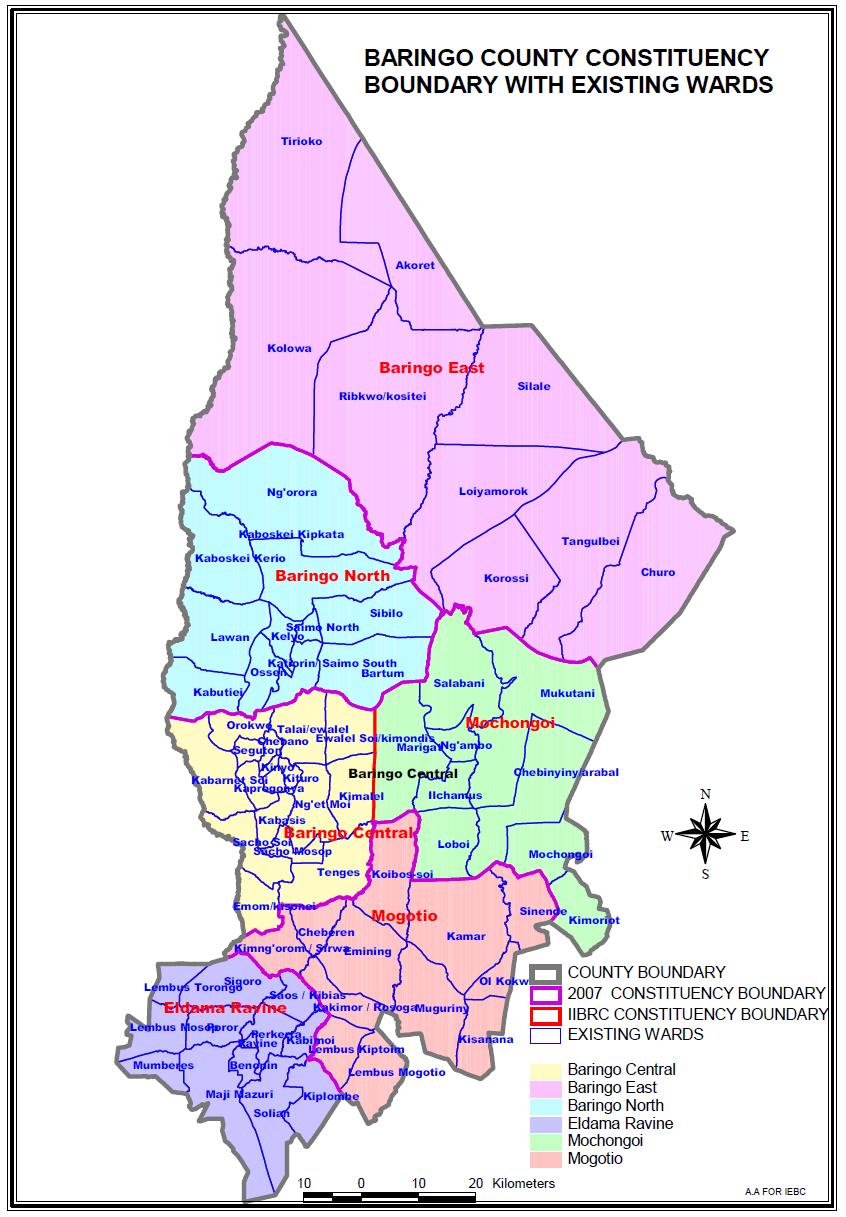 BARINGO COUNTY CONSTITUENCY
BOUNDARY WITH EXISTING WARDS
Tirioko
Akoret
Kolowa
Baringo East
Silale
Ribkwo/kositei
Ng'orora
Loiyamorok
Kaboskei Kipkata
Tangulbei
Kaboskei Kerio
Churo
Baringo North
Korossi
Sibilo
Saimo North
Lawan
Kelyo
Katiorin
Saimo South
Ossen
Bartum
Kabutiei
Salabani
Mukutani
Mochongoi
Orokwo
Talai/ewalel
Ewalel Soi/kimondis
Chebano
Seguton
Marigat
Ng'ambo
Kinyo
Baringo Central
Chebinyiny/arabal
Kabarnet Soi
Kituro
Kaprogonya
Kimalel
Ilchamus
Ng'et Moi
Kabasis
Baringo Central
Sacho Soi
Sacho Mosop
Loboi
Mochongoi
Tenges
Koibos-soi
Emom/kisonei
Mogotio
Sinende
Kimoriot
Cheberen
Kamar
Kimng'orom / Sirwa
Emining
Sigoro
Ol Kokw
Lembus Torongo
Saos / Kibias
Eldama Ravine
Kakimor / Rosoga
Muguriny
Lembus Mosop
Poror
Perkerra
Ravine
Kabimoi
Kisanana
Lembus Kiptoim
Mumberes
Benonin
Lembus Mogotio
Maji Mazuri
Kiplombe
Solian
N
W
E
S
COUNTY BOUNDARY
2007 CONSTITUENCY BOUNDARY
IIBRC CONSTITUENCY BOUNDARY
EXISTING WARDS
Baringo Central
Baringo East
Baringo North
Eldama Ravine
Mochongoi
Mogotio
10 0 10 20 Kilometers
A.A FOR IEBC